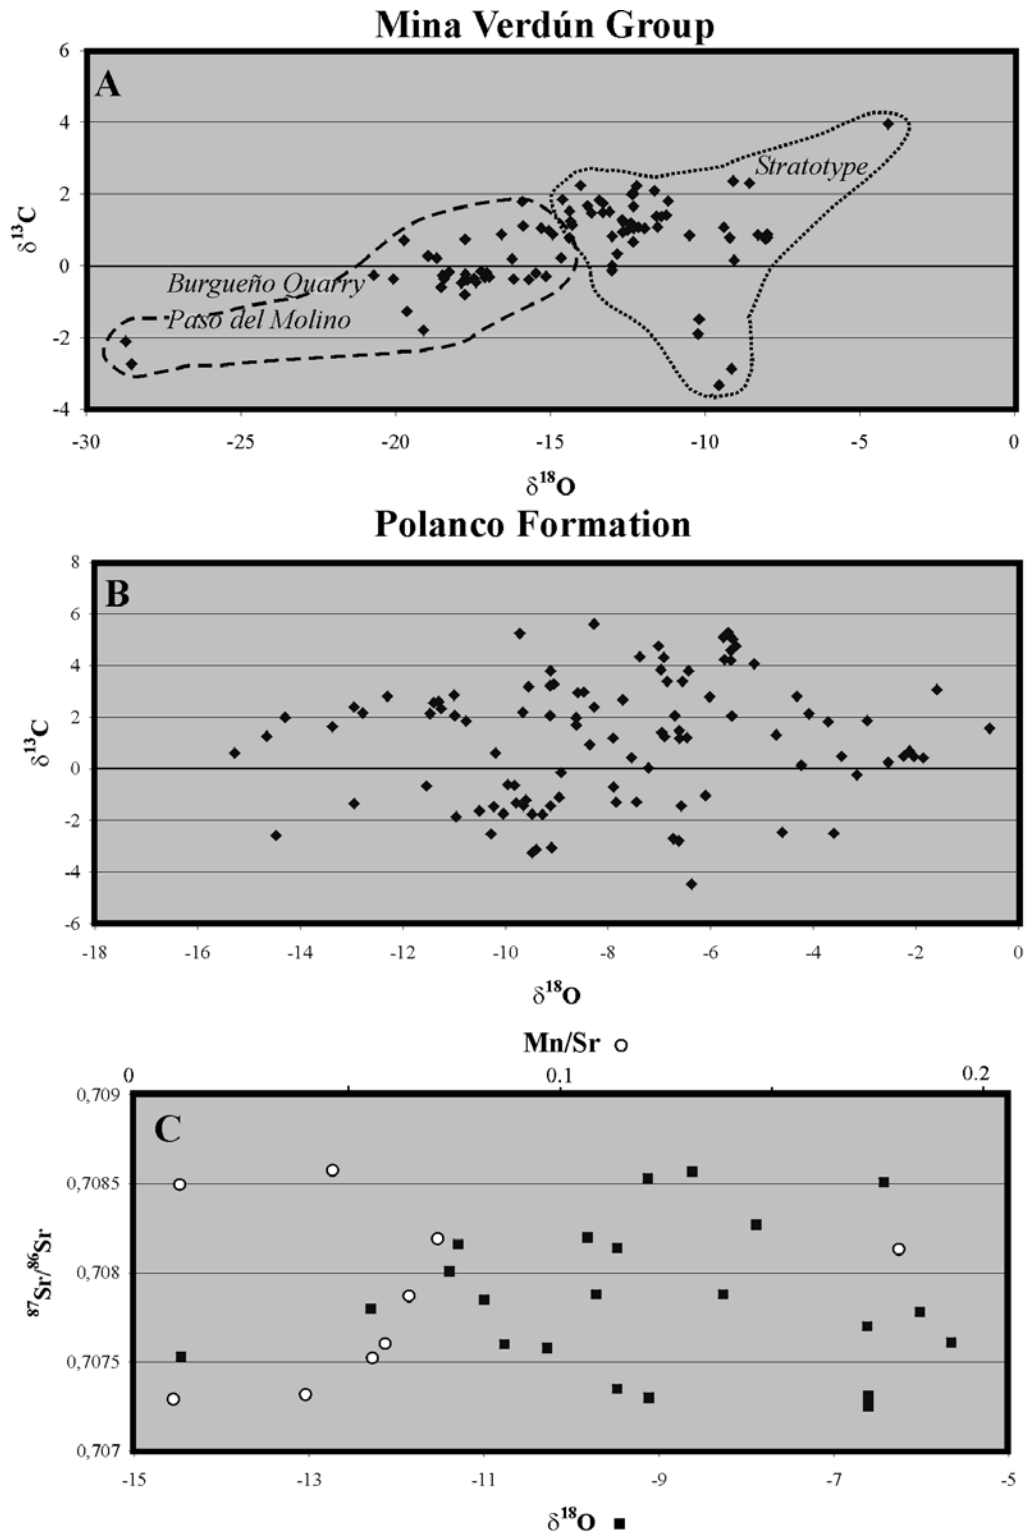 Mina Verdún Group
6
A
4
Stratotype
2
δ¹³C
0
Burgueño Quarry
Paso del Molino
-2
-4
-30 -25 -20 -15 -10 -5 0
δ¹⁸O
Polanco Formation
8
B
6
4
2
δ¹³C
0
-2
-4
-6
-18 -16 -14 -12 -10 -8 -6 -4 -2 0
δ¹⁸O
Mn/Sr
0 0.1 0.2
0,709
C
0,7085
⁸⁷Sr/⁸⁶Sr
0,708
0,7075
0,707
-15 -13 -11 -9 -7 -5
δ¹⁸O